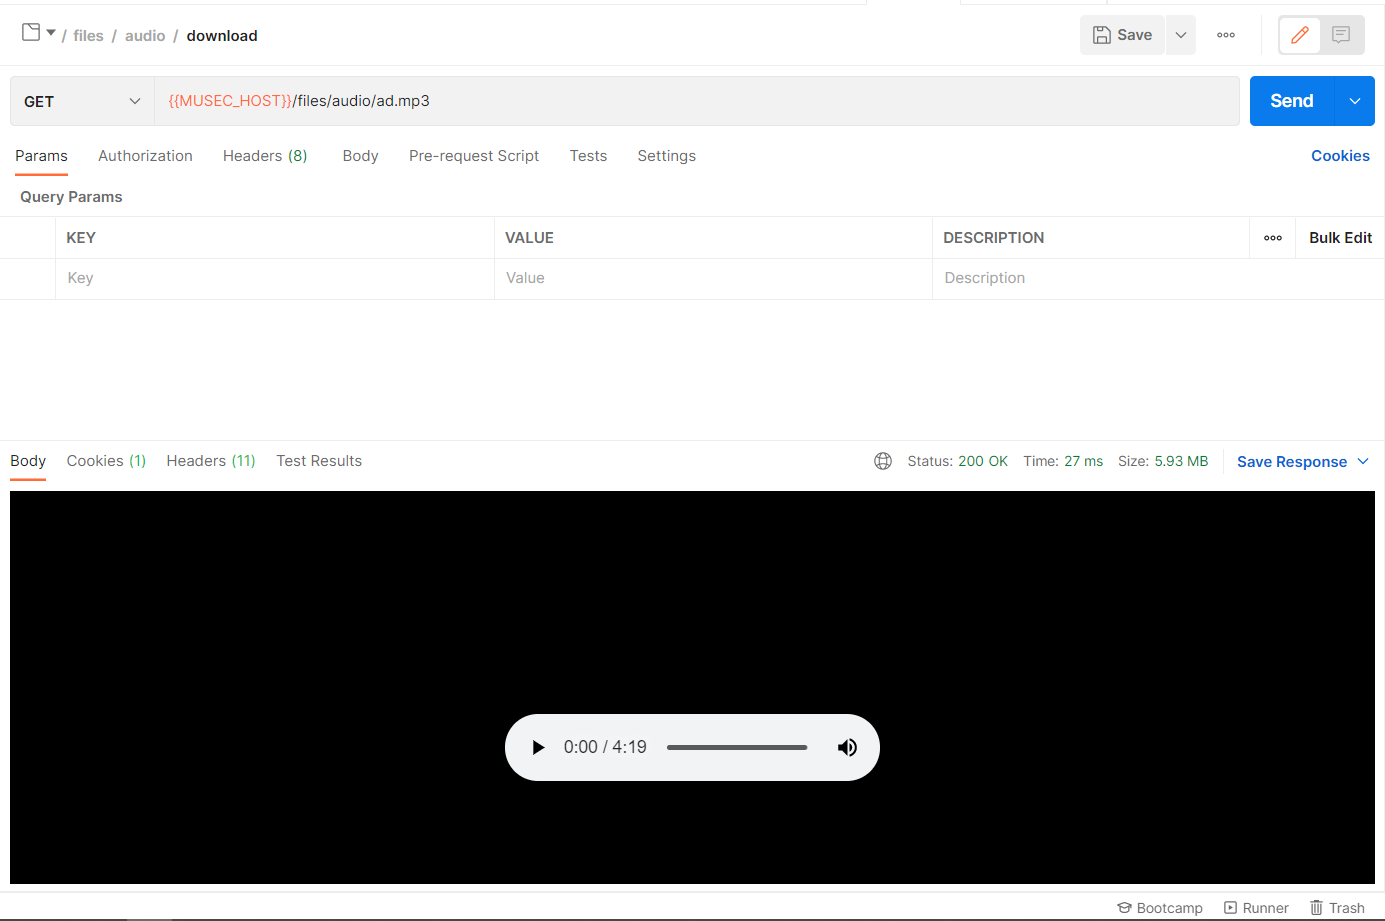 / files / audio / download
Save
GET
{{MUSEC_HOST}}/files/audio/ad.mp3
Send
Params Authorization Headers (8) Body Pre-request Script Tests Settings Cookies
Query Params
KEY VALUE DESCRIPTION Bulk Edit
Key Value Description
Body Cookies (1) Headers (11) Test Results Status: 200 OK Time: 27 ms Size: 5.93 MB Save Response
0:00 / 4:19
Bootcamp Runner Trash